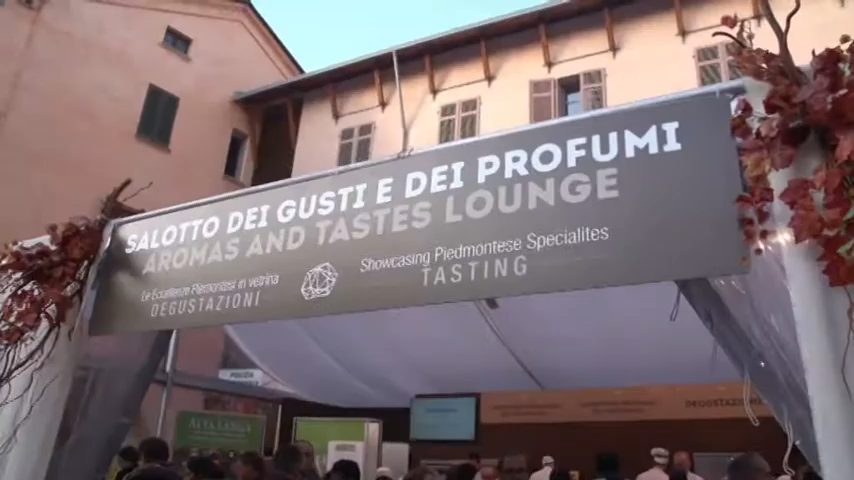 SALOTTO DEI GUSTI E DEI PROFUMI
AROMAS AND TASTES LOUNGE
Le Eccellenze Piemontesi in vetrina
DEGUSTAZIONI
Showcasing Piedmontese Specialites
TASTING
POLIZIA
ALTA LANGA
DEGUSTAZIONE